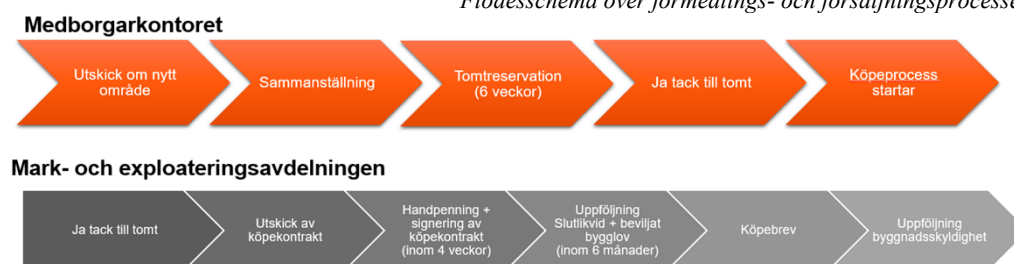 Flödesschema över förmedlings- och försäljningsprocesse
Medborgarkontoret
Utskick om nytt
område
Sammanställning
Tomtreservation
(6 veckor)
Ja tack till tomt
Köpeprocess
startar
Mark- och exploateringsavdelningen
Ja tack till tomt
Utskick av
köpekontrakt
Handpenning +
signering av
köpekontrakt
(inom 4 veckor)
Uppföljning
Slutlikvid + beviljat
bygglov
(inom 6 månader)
Köpebrev
Uppföljning
byggnadsskyldighet